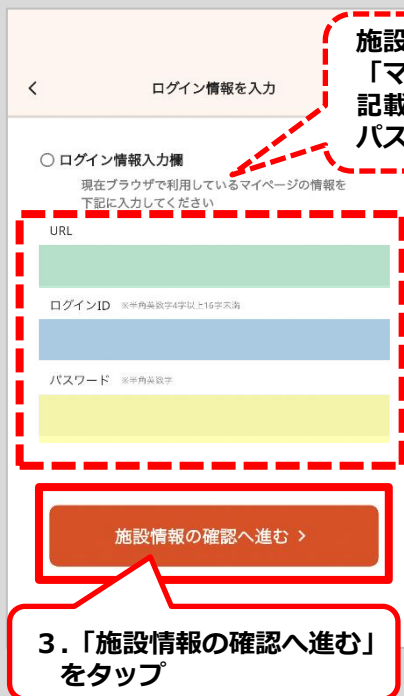 施設
「マ
記載
パス
ログイン情報を入力
○ ログイン情報入力欄
現在ブラウザで利用しているマイページの情報を
下記に入力してください
URL
ログインID ※半角英数字4字以上16字未満
パスワード ※半角英数字
施設情報の確認へ進む >
3.「施設情報の確認へ進む」
をタップ